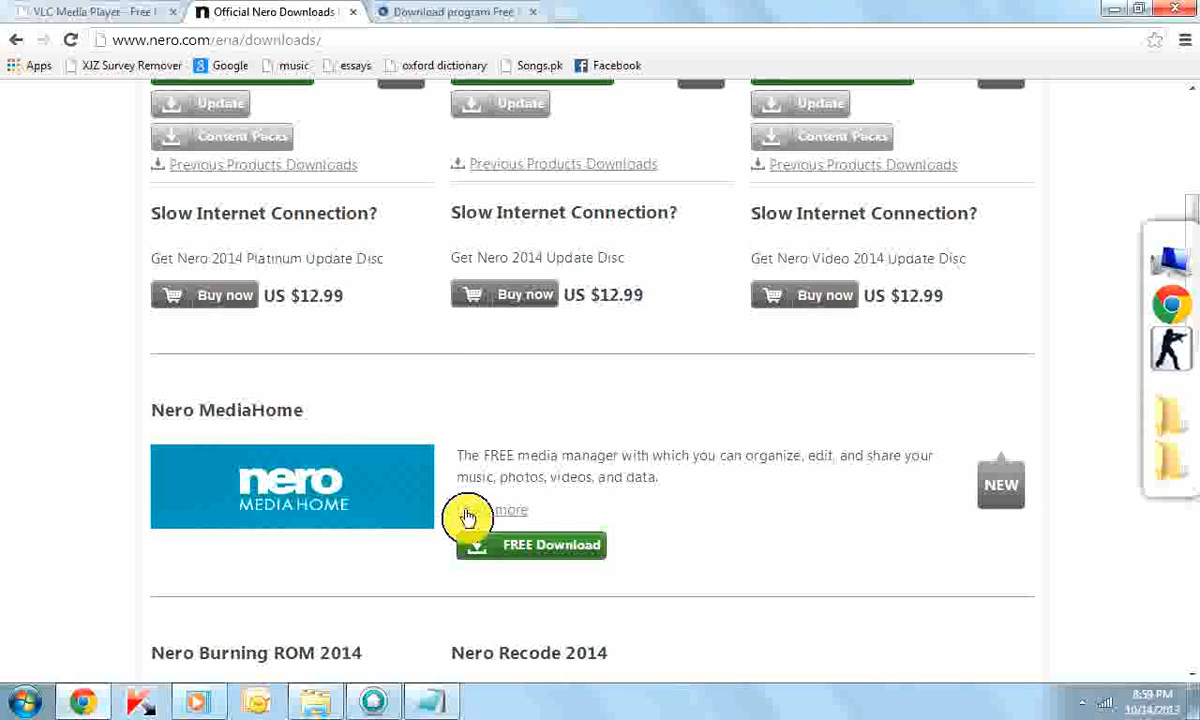 VLC Media Player - Free
Official Nero Downloads
Download program Free
www.nero.com/ena/downloads/
Apps XJZ Survey Remover Google music essays oxford dictionary Songs.pk Facebook
Update Update Update
Content Packs Content Packs
Previous Products Downloads Previous Products Downloads Previous Products Downloads
Slow Internet Connection? Slow Internet Connection? Slow Internet Connection?
Get Nero 2014 Platinum Update Disc Get Nero 2014 Update Disc Get Nero Video 2014 Update Disc
Buy now US $12.99 Buy now US $12.99 Buy now US $12.99
Nero MediaHome
nero
MEDIAHOME
The FREE media manager with which you can organize, edit, and share your
music, photos, videos, and data.
more
NEW
FREE Download
Nero Burning ROM 2014 Nero Recode 2014
8:59 PM
10/14/2013